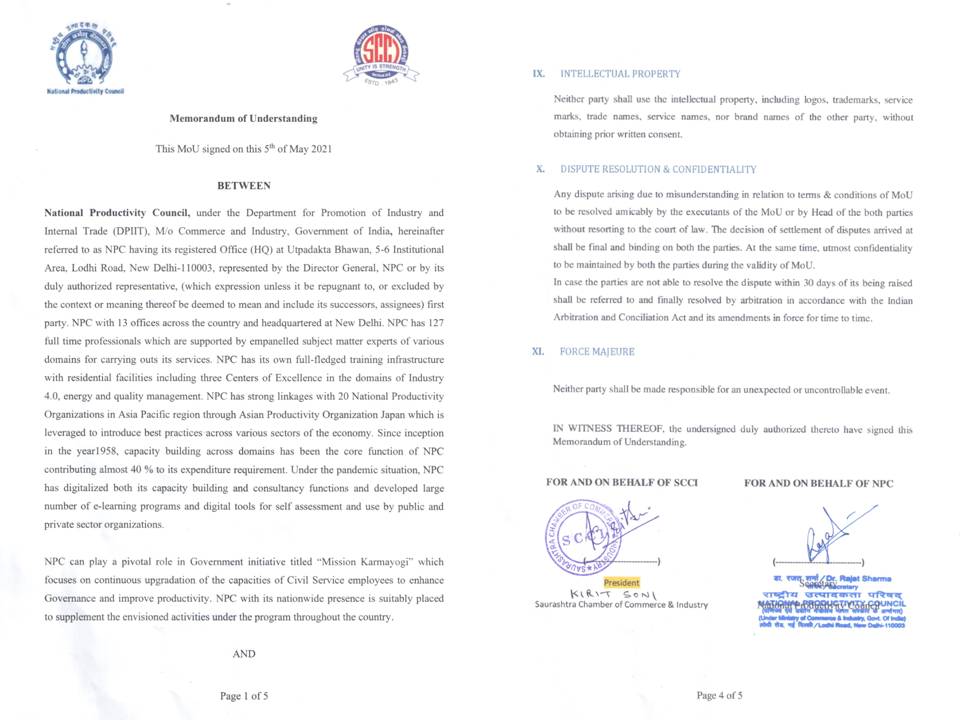 राष्ट्रीय उत्पादकता परिषद्
National Productivity Council
SCCI
UNITY IS STRENGTH
ESTD - 1943
Memorandum of Understanding
This MoU signed on this 5th of May 2021
BETWEEN
National Productivity Council, under the Department for Promotion of Industry and
Internal Trade (DPIIT), M/o Commerce and Industry, Government of India, hereinafter
referred to as NPC having its registered Office (HQ) at Utpadakta Bhawan, 5-6 Institutional
Area, Lodhi Road, New Delhi-110003, represented by the Director General, NPC or by its
duly authorized representative, (which expression unless it be repugnant to, or excluded by
the context or meaning thereof be deemed to mean and include its successors, assignees) first
party. NPC with 13 offices across the country and headquartered at New Delhi. NPC has 127
full time professionals which are supported by empanelled subject matter experts of various
domains for carrying outs its services. NPC has its own full-fledged training infrastructure
with residential facilities including three Centers of Excellence in the domains of Industry
4.0, energy and quality management. NPC has strong linkages with 20 National Productivity
Organizations in Asia Pacific region through Asian Productivity Organization Japan which is
leveraged to introduce best practices across various sectors of the economy. Since inception
in the year1958, capacity building across domains has been the core function of NPC
contributing almost 40 % to its expenditure requirement. Under the pandemic situation, NPC
has digitalized both its capacity building and consultancy functions and developed large
number of e-learning programs and digital tools for self assessment and use by public and
private sector organizations.
NPC can play a pivotal role in Government initiative titled “Mission Karmayogi” which
focuses on continuous upgradation of the capacities of Civil Service employees to enhance
Governance and improve productivity. NPC with its nationwide presence is suitably placed
to supplement the envisioned activities under the program throughout the country.
AND
Page 1 of 5
IX. INTELLECTUAL PROPERTY
Neither party shall use the intellectual property, including logos, trademarks, service
marks, trade names, service names, nor brand names of the other party, without
obtaining prior written consent.
X. DISPUTE RESOLUTION & CONFIDENTIALITY
Any dispute arising due to misunderstanding in relation to terms & conditions of MoU
to be resolved amicably by the executants of the MoU or by Head of the both parties
without resorting to the court of law. The decision of settlement of disputes arrived at
shall be final and binding on both the parties. At the same time, utmost confidentiality
to be maintained by both the parties during the validity of MoU.
In case the parties are not able to resolve the dispute within 30 days of its being raised
shall be referred to and finally resolved by arbitration in accordance with the Indian
Arbitration and Conciliation Act and its amendments in force for time to time.
XI. FORCE MAJEURE
Neither party shall be made responsible for an unexpected or uncontrollable event.
IN WITNESS THEREOF, the undersigned duly authorized thereto have signed this
Memorandum of Understanding.
FOR AND ON BEHALF OF SCCI
FOR AND ON BEHALF OF NPC
SAURASHTRA CHAMBER OF COMMERCE INDUSTRY
SCCI
(--------------------)
(--------------------)
President
KIRIT SONI
Saurashtra Chamber of Commerce & Industry
डा. रजत शर्मा/Dr. Rajat Sharma
Secretary
राष्ट्रीय उत्पादकता परिषद
NATIONAL PRODUCTIVITY COUNCIL
National Productivity Council
(Under Ministry of Commerce & Industry, Govt. Of India)
लोधी रोड, नई दिल्ली/Lodhi Road, New Delhi-110003
Page 4 of 5